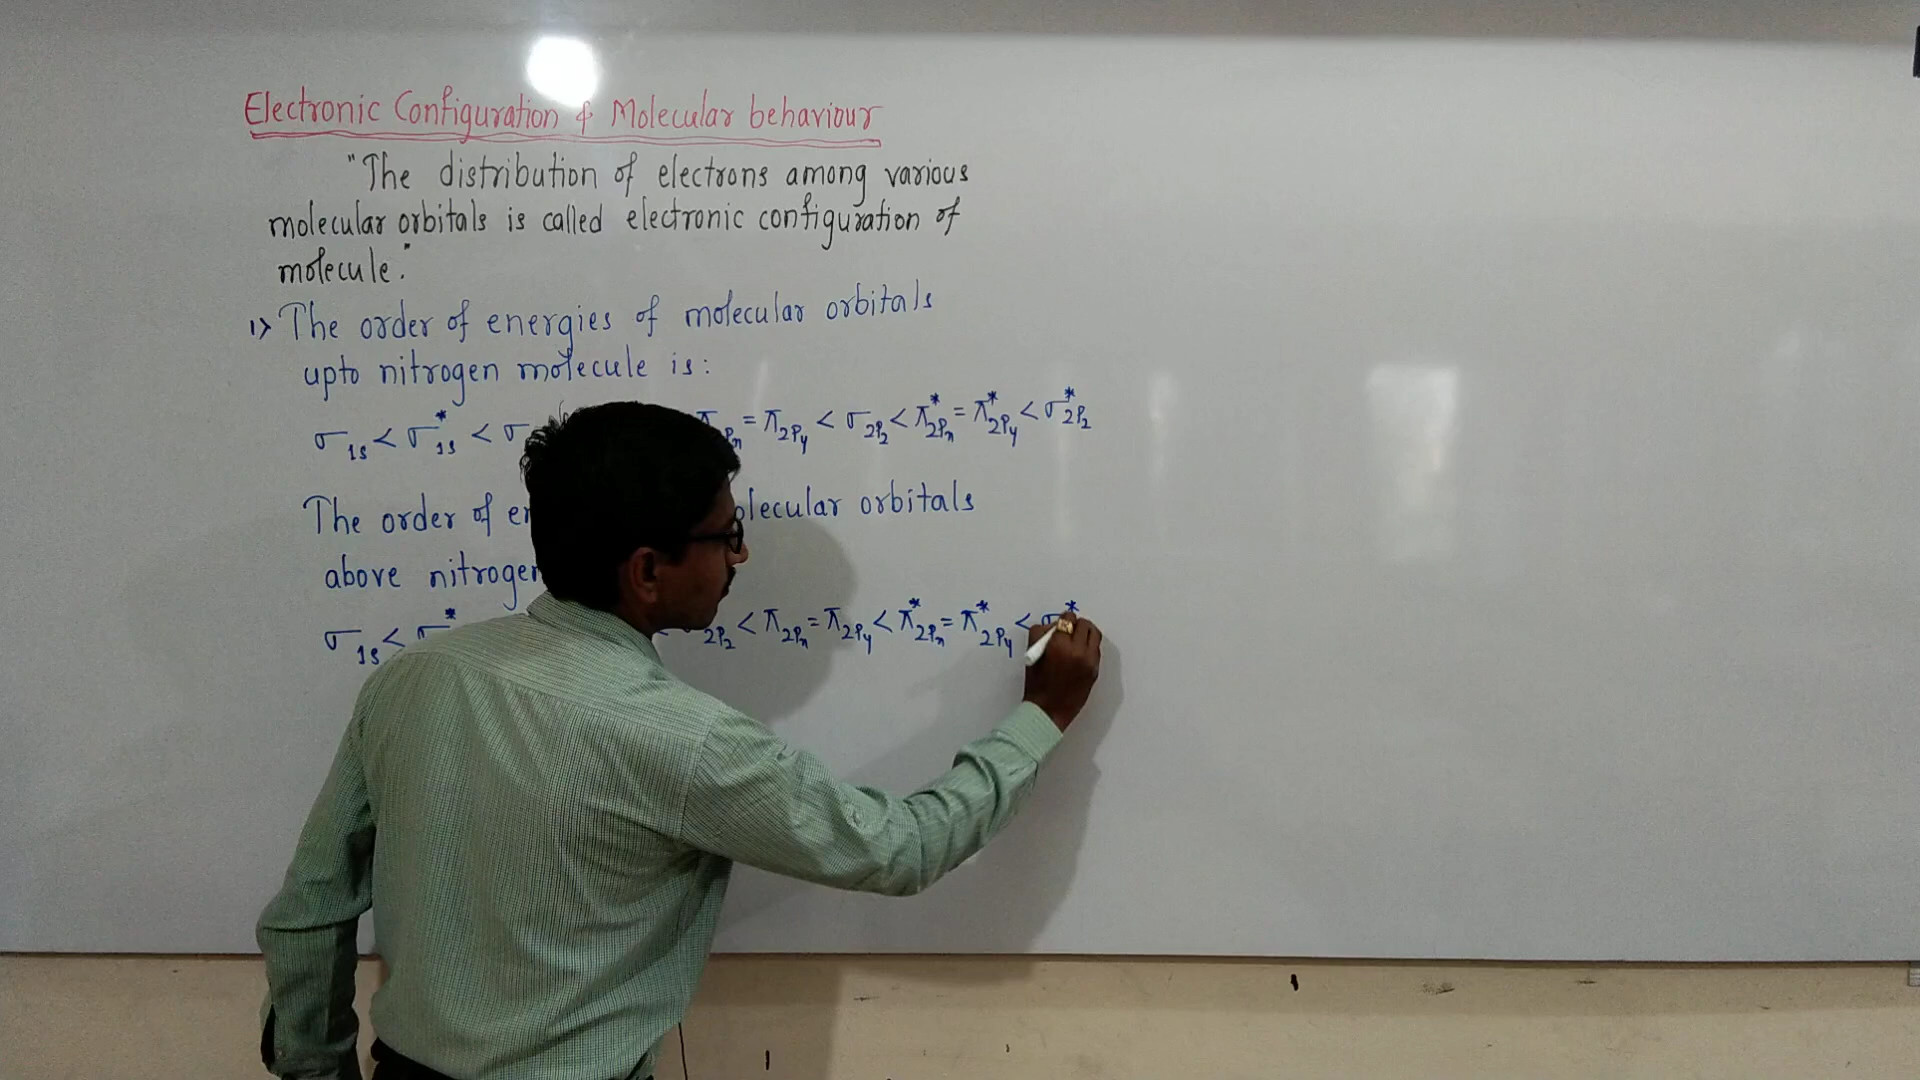 Electronic Configuration & Molecular behaviour
"The distribution of electrons among various
molecular orbitals is called electronic configuration of
molecule."
1> The order of energies of molecular orbitals
upto nitrogen molecule is:
σ1s < σ*1s < σ = π2Py < σ2Pz < π*2Px = π*2Py < σ*2Pz
The order of molecular orbitals
above nitrogen
σ1s < σ* < σ2Pz < π2Px = π2Py < π*2Px = π*2Py < σ*